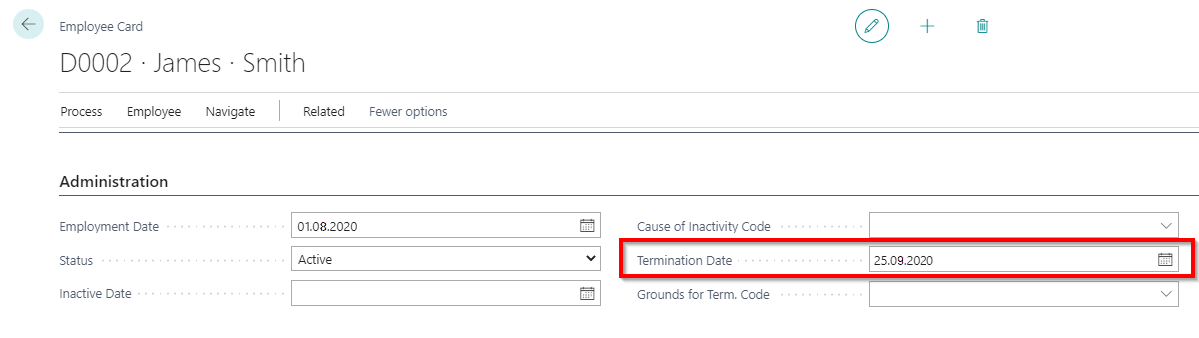 Employee Card
D0002 · James · Smith
Process Employee Navigate Related Fewer options
Administration
Employment Date 01.08.2020
Status Active
Inactive Date
Cause of Inactivity Code
Termination Date 25.09.2020
Grounds for Term. Code